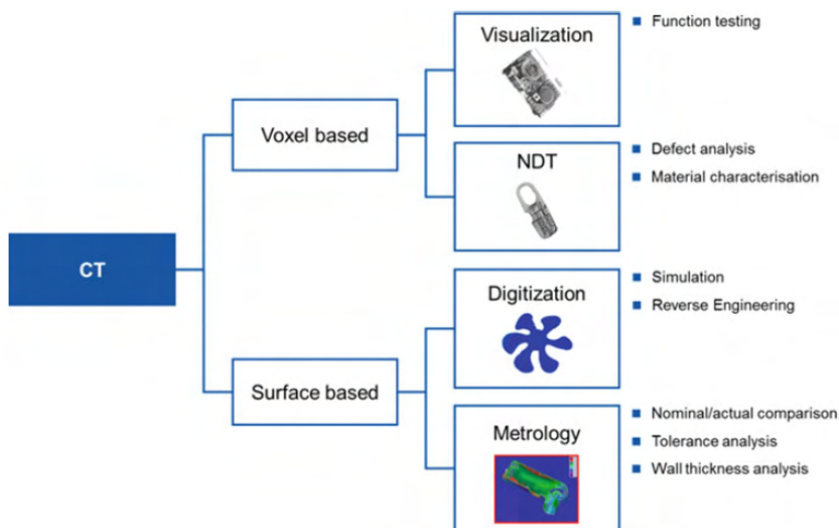 Visualization
Function testing
Voxel based
NDT
Defect analysis
Material characterisation
CT
Digitization
Simulation
Reverse Engineering
Surface based
Metrology
Nominal/actual comparison
Tolerance analysis
Wall thickness analysis